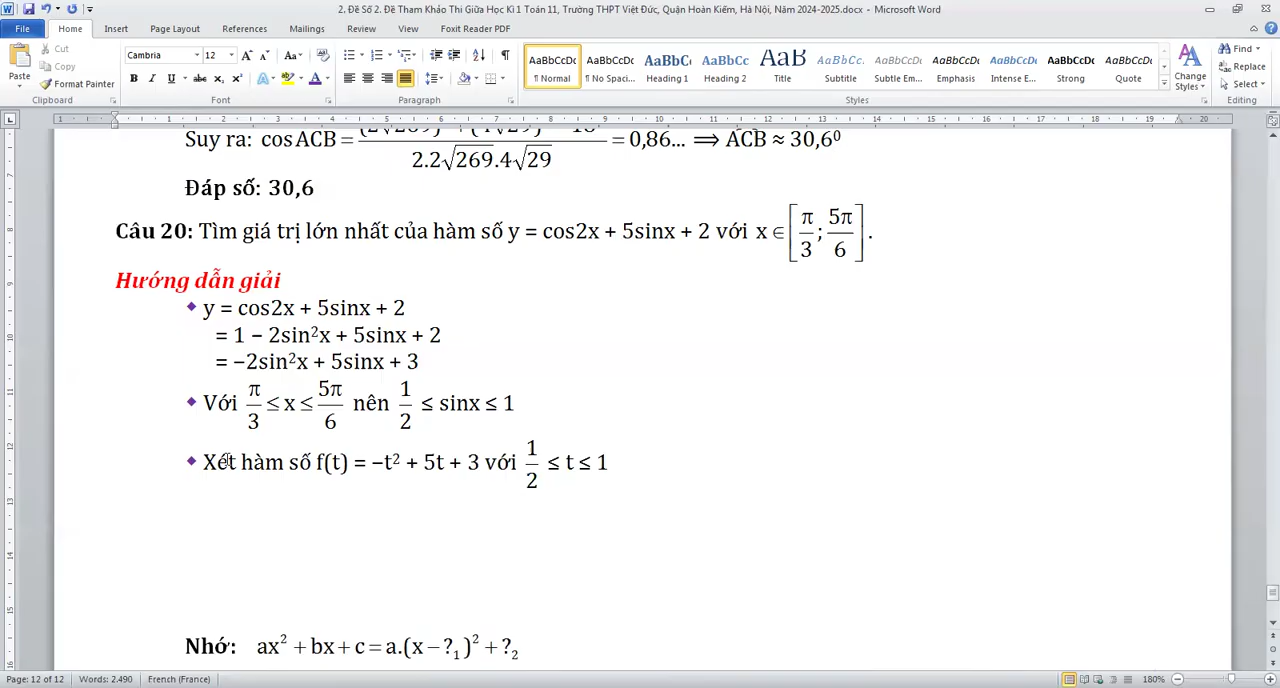 2. Đề Số 2. Đề Tham Khảo Thi Giữa Học Kì 1 Toán 11, Trường THPT Việt Đức, Quận Hoàn Kiếm, Hà Nội, Năm 2024-2025.docx - Microsoft Word
File Home Insert Page Layout References Mailings Review View Foxit Reader PDF
Cut
Copy
Format Painter
Paste
Cambria 12
AaBbCcDc AaBbCcDc AaBbC AaBbCc AaB AaBbCc AaBbCcDc AaBbCcDc AaBbCcDc AaBbCcDc AaBbCcDc
¶ Normal ¶ No Spaci... Heading 1 Heading 2 Title Subtitle Subtle Em... Emphasis Intense E... Strong Quote
Change Styles
Find
Replace
Select
Clipboard Font Paragraph Styles Editing
Suy ra: cosACB = / 2.2√269.4√29 = 0,86... ⟹ ACB ≈ 30,6⁰
Đáp số: 30,6
Câu 20: Tìm giá trị lớn nhất của hàm số y = cos2x + 5sinx + 2 với x ∈ [π/3 ; 5π/6].
Hướng dẫn giải
◆ y = cos2x + 5sinx + 2
= 1 − 2sin²x + 5sinx + 2
= −2sin²x + 5sinx + 3
◆ Với π/3 ≤ x ≤ 5π/6 nên 1/2 ≤ sinx ≤ 1
◆ Xét hàm số f(t) = −t² + 5t + 3 với 1/2 ≤ t ≤ 1
Nhớ: ax² + bx + c = a.(x − ?₁)² + ?₂
Page: 12 of 12 Words: 2.490 French (France) 180%